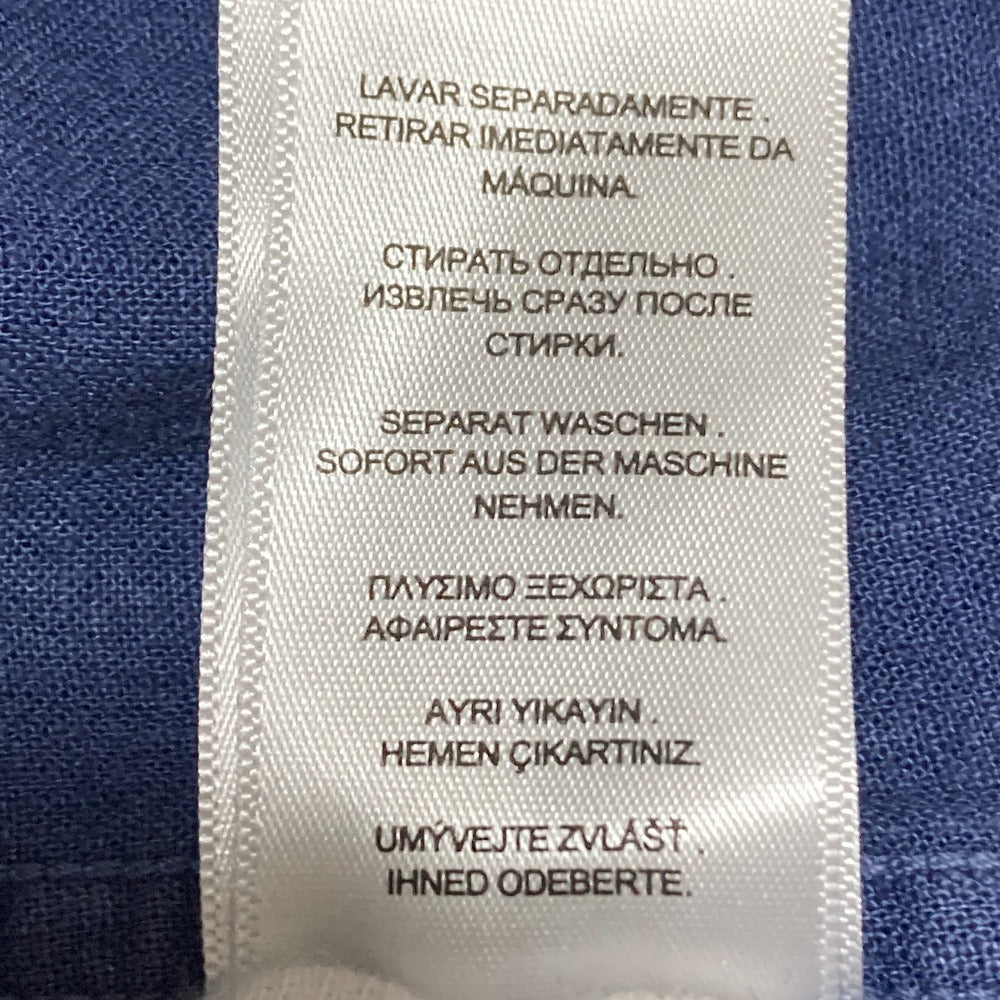 LAVAR SEPARADAMENTE .
RETIRAR IMEDIATAMENTE DA
MÁQUINA.
СТИРАТЬ ОТДЕЛЬНО .
ИЗВЛЕЧЬ СРАЗУ ПОСЛЕ
СТИРКИ.
SEPARAT WASCHEN .
SOFORT AUS DER MASCHINE
NEHMEN.
ΠΛΥΣΙΜΟ ΞΕΧΩΡΙΣΤΑ .
ΑΦΑΙΡΕΣΤΕ ΣΥΝΤΟΜΑ.
AYRI YIKAYIN .
HEMEN ÇIKARTINIZ.
UMÝVEJTE ZVLÁŠŤ .
IHNED ODEBERTE.